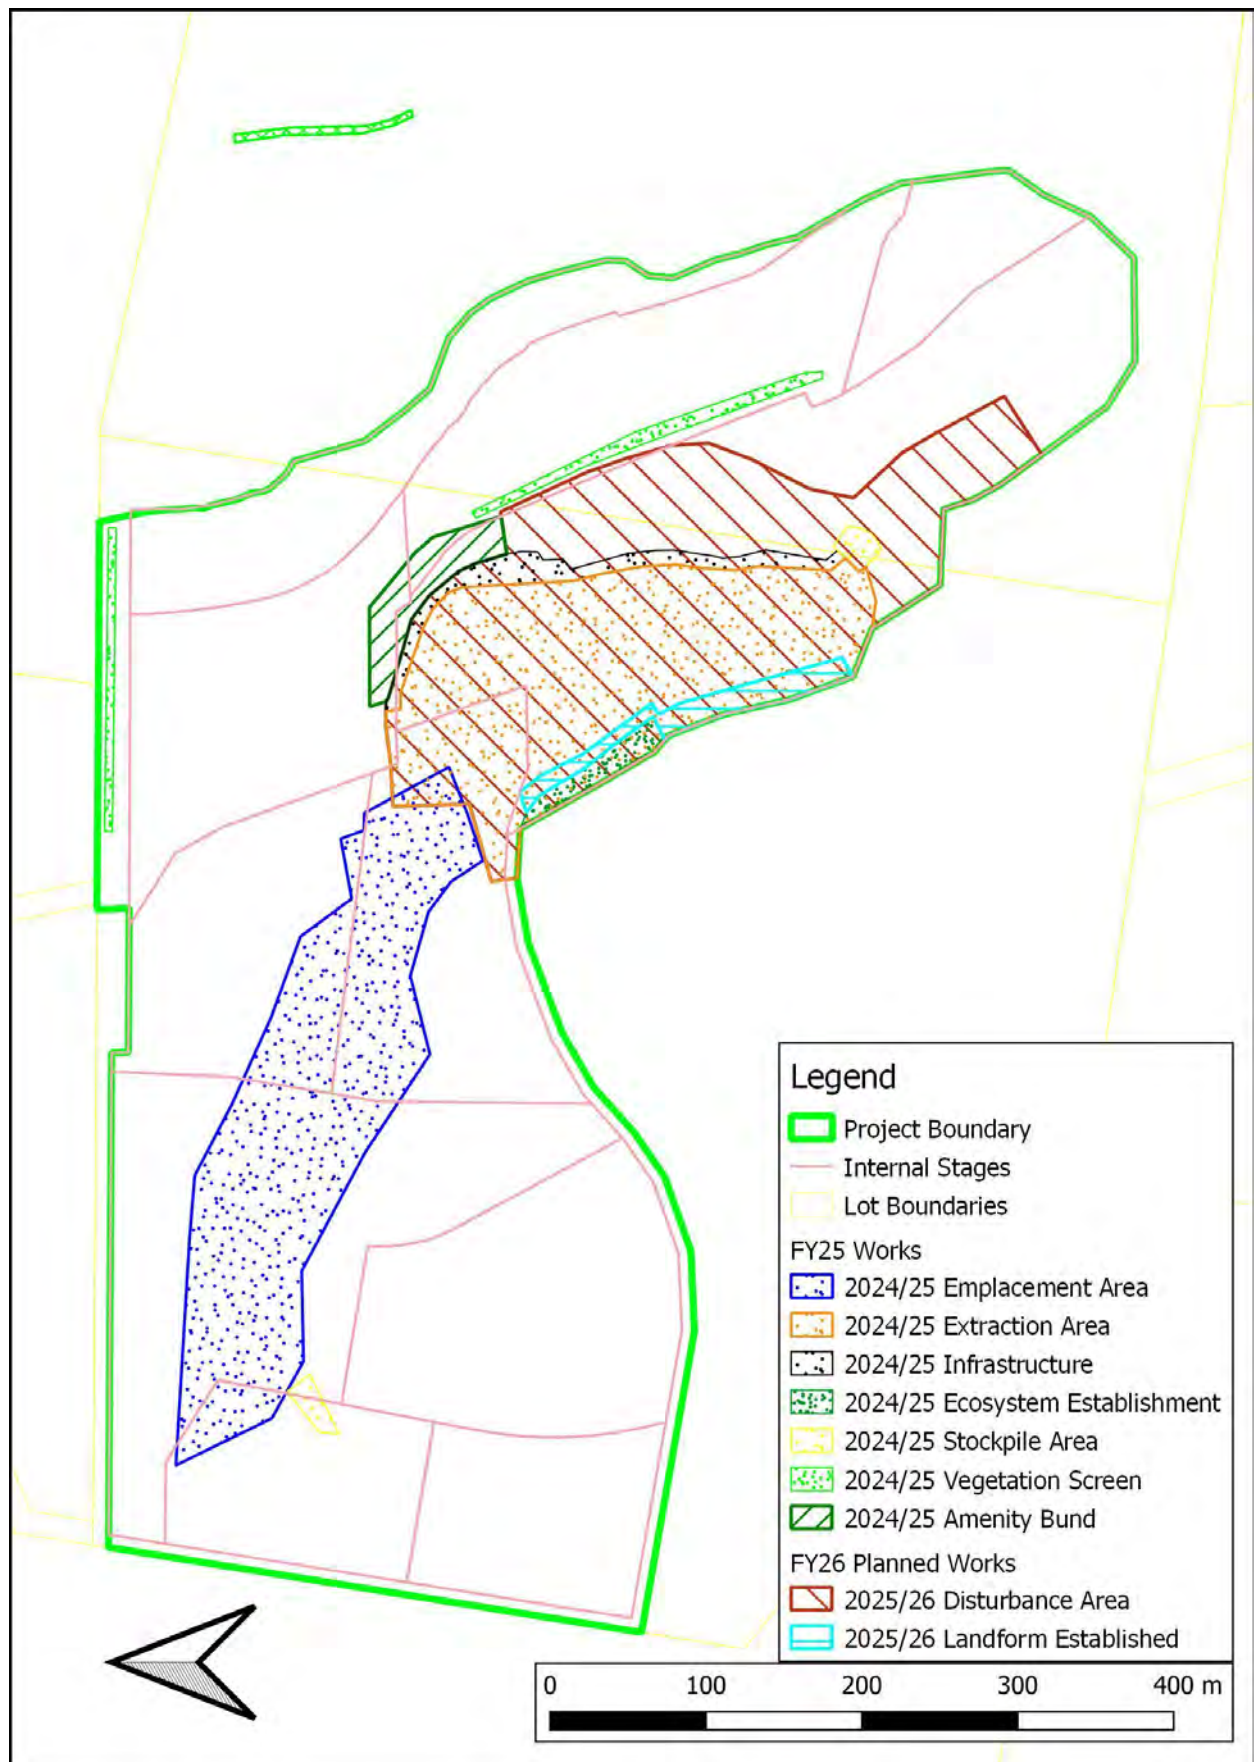 Legend
Project Boundary
Internal Stages
Lot Boundaries
FY25 Works
2024/25 Emplacement Area
2024/25 Extraction Area
2024/25 Infrastructure
2024/25 Ecosystem Establishment
2024/25 Stockpile Area
2024/25 Vegetation Screen
2024/25 Amenity Bund
FY26 Planned Works
2025/26 Disturbance Area
2025/26 Landform Established
0 100 200 300 400 m